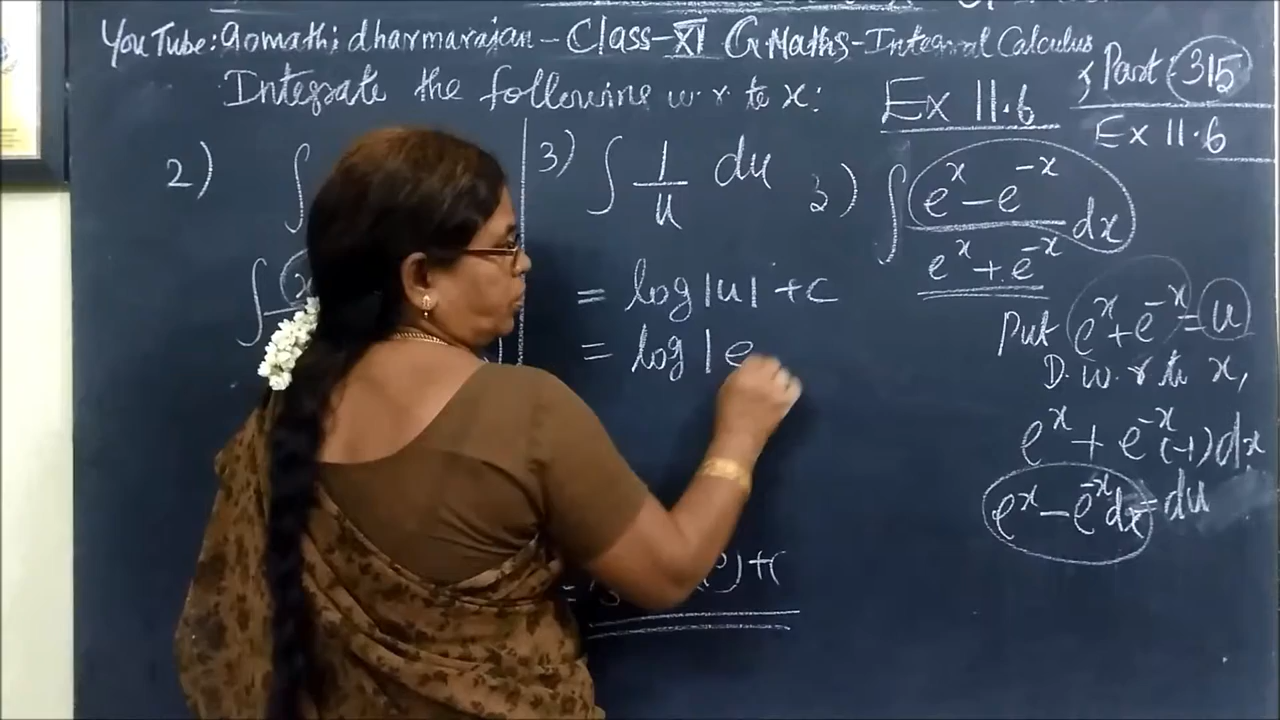 YouTube: Gomathi dharmarajan - Class-XI G.Maths-Integral Calculus
Part 315
Integrate the following w.r.to x:
Ex 11.6
Ex 11.6
2) ∫
∫
3) ∫ 1/u du
= log |u| + c
= log | e
+c
3) ∫ e^x - e^-x / e^x + e^-x dx
Put e^x + e^-x = u
D.w.r.to x,
e^x + e^-x (-1) dx
e^x - e^-x dx = du